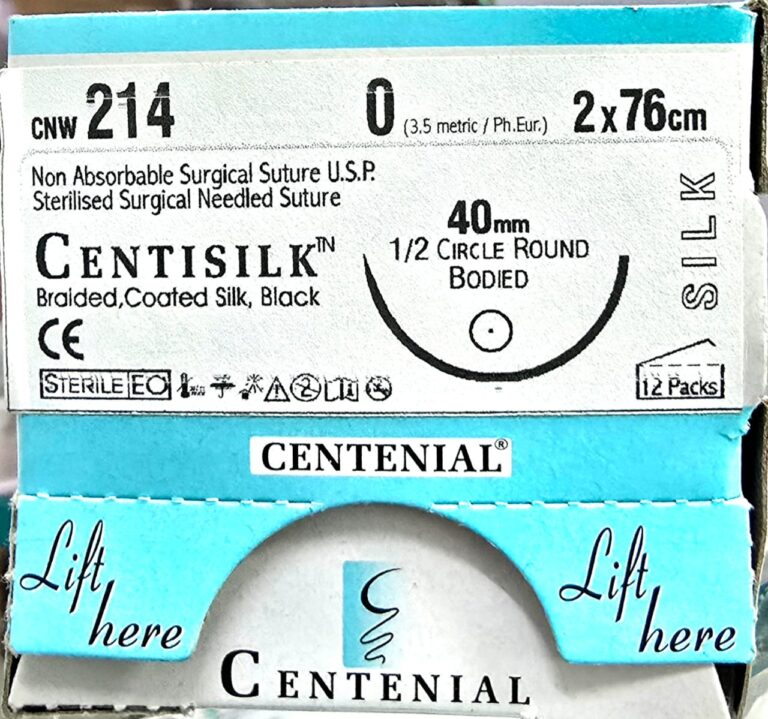 CNW 214 0 (3.5 metric / Ph.Eur.) 2x76cm
Non Absorbable Surgical Suture U.S.P.
Sterilised Surgical Needled Suture
CENTISILK™
Braided,Coated Silk, Black
CE
STERILE EO
40mm
1/2 CIRCLE ROUND
BODIED
SILK
12 Packs
CENTENIAL®
Lift
here
Lift
here
CENTENIAL